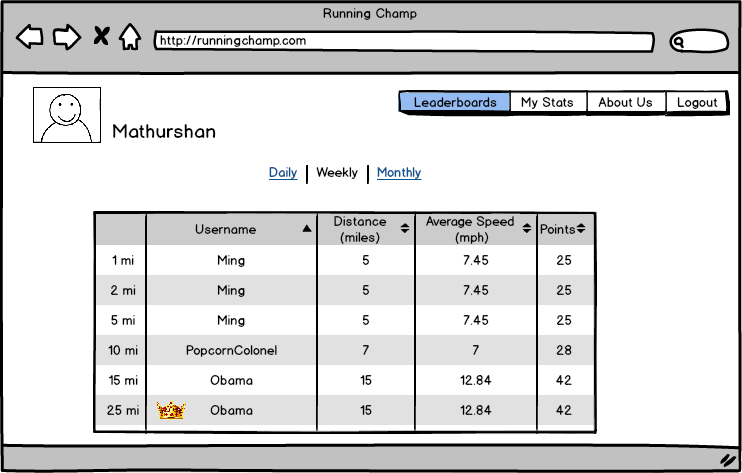 Running Champ
http://runningchamp.com
Leaderboards My Stats About Us Logout
Mathurshan
Daily Weekly Monthly
Username Distance (miles) Average Speed (mph) Points
1 mi Ming 5 7.45 25
2 mi Ming 5 7.45 25
5 mi Ming 5 7.45 25
10 mi PopcornColonel 7 7 28
15 mi Obama 15 12.84 42
25 mi Obama 15 12.84 42